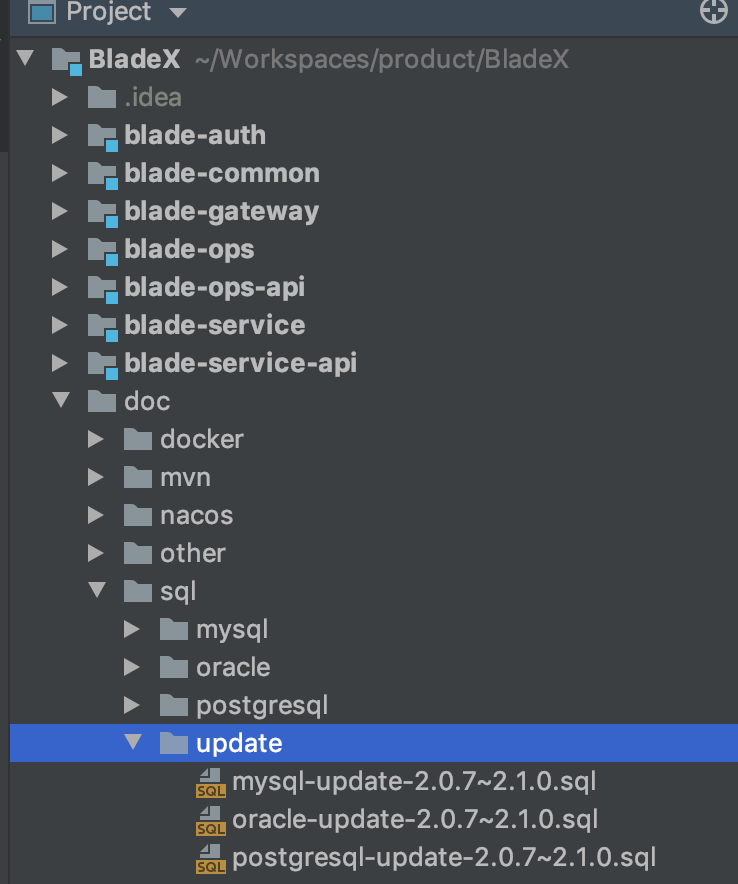 Project
BladeX ~/Workspaces/product/BladeX
.idea
blade-auth
blade-common
blade-gateway
blade-ops
blade-ops-api
blade-service
blade-service-api
doc
docker
mvn
nacos
other
sql
mysql
oracle
postgresql
update
SQL mysql-update-2.0.7~2.1.0.sql
SQL oracle-update-2.0.7~2.1.0.sql
SQL postgresql-update-2.0.7~2.1.0.sql